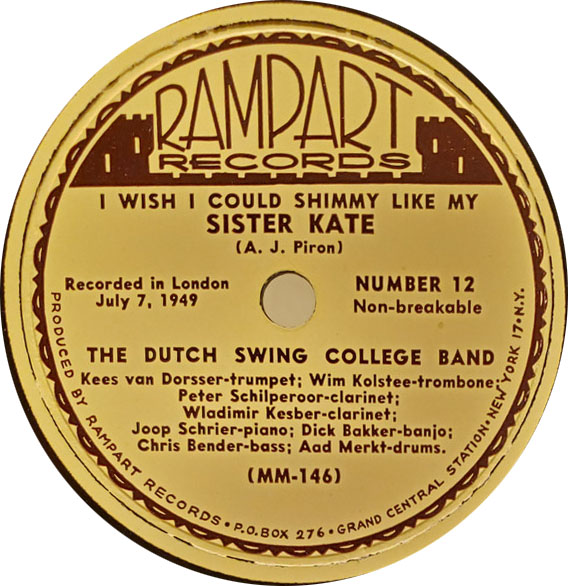 RAMPART
RECORDS
I WISH I COULD SHIMMY LIKE MY
SISTER KATE
(A. J. Piron)
Recorded in London
July 7, 1949
NUMBER 12
Non-breakable
THE DUTCH SWING COLLEGE BAND
Kees van Dorsser-trumpet; Wim Kolstee-trombone;
Peter Schilperoor-clarinet;
Wladimir Kesber-clarinet;
Joop Schrier-piano; Dick Bakker-banjo;
Chris Bender-bass; Aad Merkt-drums.
(MM-146)
PRODUCED BY RAMPART RECORDS • P.O. BOX 276 • GRAND CENTRAL STATION • NEW YORK 17 • N.Y.